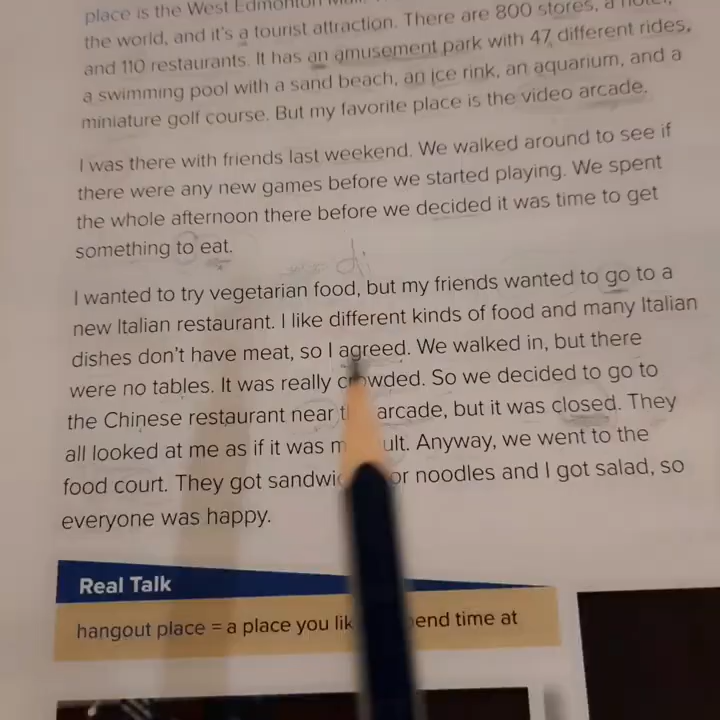 place is the West Edmonton
the world, and it's a tourist attraction. There are 800 stores, a
and 110 restaurants. It has an amusement park with 47 different rides,
a swimming pool with a sand beach, an ice rink, an aquarium, and a
miniature golf course. But my favorite place is the video arcade.
I was there with friends last weekend. We walked around to see if
there were any new games before we started playing. We spent
the whole afternoon there before we decided it was time to get
something to eat.
di
I wanted to try vegetarian food, but my friends wanted to go to a
new Italian restaurant. I like different kinds of food and many Italian
dishes don't have meat, so I agreed. We walked in, but there
were no tables. It was really crowded. So we decided to go to
the Chinese restaurant near arcade, but it was closed. They
all looked at me as if it was Anyway, we went to the
food court. They got or noodles and I got salad, so
everyone was happy.
Real Talk
hangout place = a place you end time at